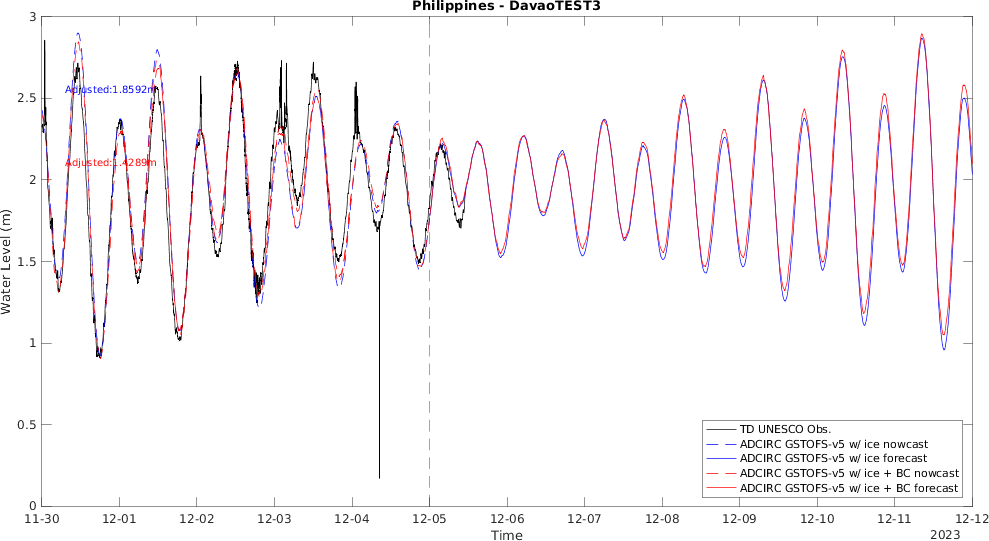 Philippines - DavaoTEST3
3
2.5
2
1.5
1
0.5
0
Water Level (m)
Adjusted:1.8592m
Adjusted:1.4289m
TD UNESCO Obs.
ADCIRC GSTOFS-v5 w/ ice nowcast
ADCIRC GSTOFS-v5 w/ ice forecast
ADCIRC GSTOFS-v5 w/ ice + BC nowcast
ADCIRC GSTOFS-v5 w/ ice + BC forecast
11-30 12-01 12-02 12-03 12-04 12-05 12-06 12-07 12-08 12-09 12-10 12-11 12-12
Time
2023